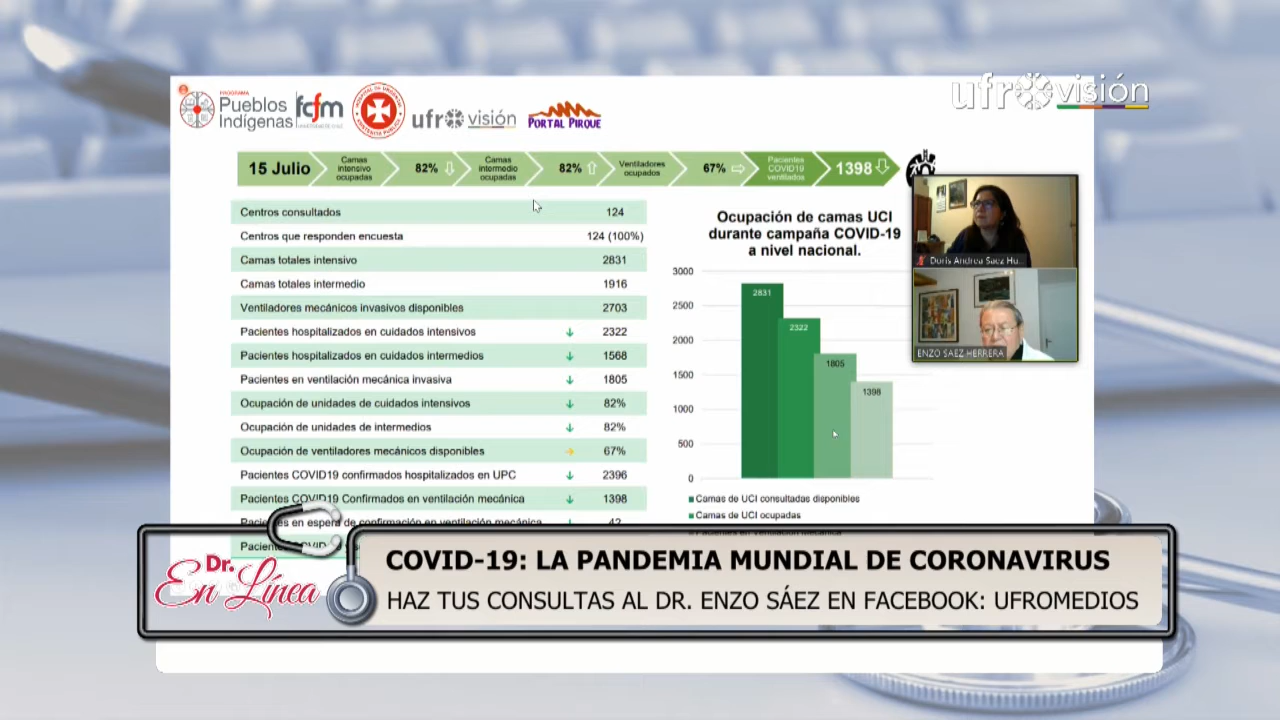 PROGRAMA
Pueblos
Indígenas
fcfm
ufro visión
PORTAL PIRQUE
ufro visión
15 Julio
Camas
intensivo
ocupadas
82%
Camas
intermedio
ocupadas
82%
Ventiladores
ocupados
67%
Pacientes
COVID19
ventilados
1398
Centros consultados 124
Centros que responden encuesta 124 (100%)
Camas totales intensivo 2831
Camas totales intermedio 1916
Ventiladores mecánicos invasivos disponibles 2703
Pacientes hospitalizados en cuidados intensivos 2322
Pacientes hospitalizados en cuidados intermedios 1568
Pacientes en ventilación mecánica invasiva 1805
Ocupación de unidades de cuidados intensivos 82%
Ocupación de unidades de intermedios 82%
Ocupación de ventiladores mecánicos disponibles 67%
Pacientes COVID19 confirmados hospitalizados en UPC 2396
Pacientes COVID19 Confirmados en ventilación mecánica 1398
Pacientes en espera de confirmación en ventilación mecánica 42
Ocupación de camas UCI
durante campaña COVID-19
a nivel nacional.
3000
2500
2000
1500
1000
500
0
2831
2322
1805
1398
Camas de UCI consultadas disponibles
Camas de UCI ocupadas
Doris Andrea Saez Hu...
ENZO SAEZ HERRERA
Dr.
En Línea
COVID-19: LA PANDEMIA MUNDIAL DE CORONAVIRUS
HAZ TUS CONSULTAS AL DR. ENZO SÁEZ EN FACEBOOK: UFROMEDIOS